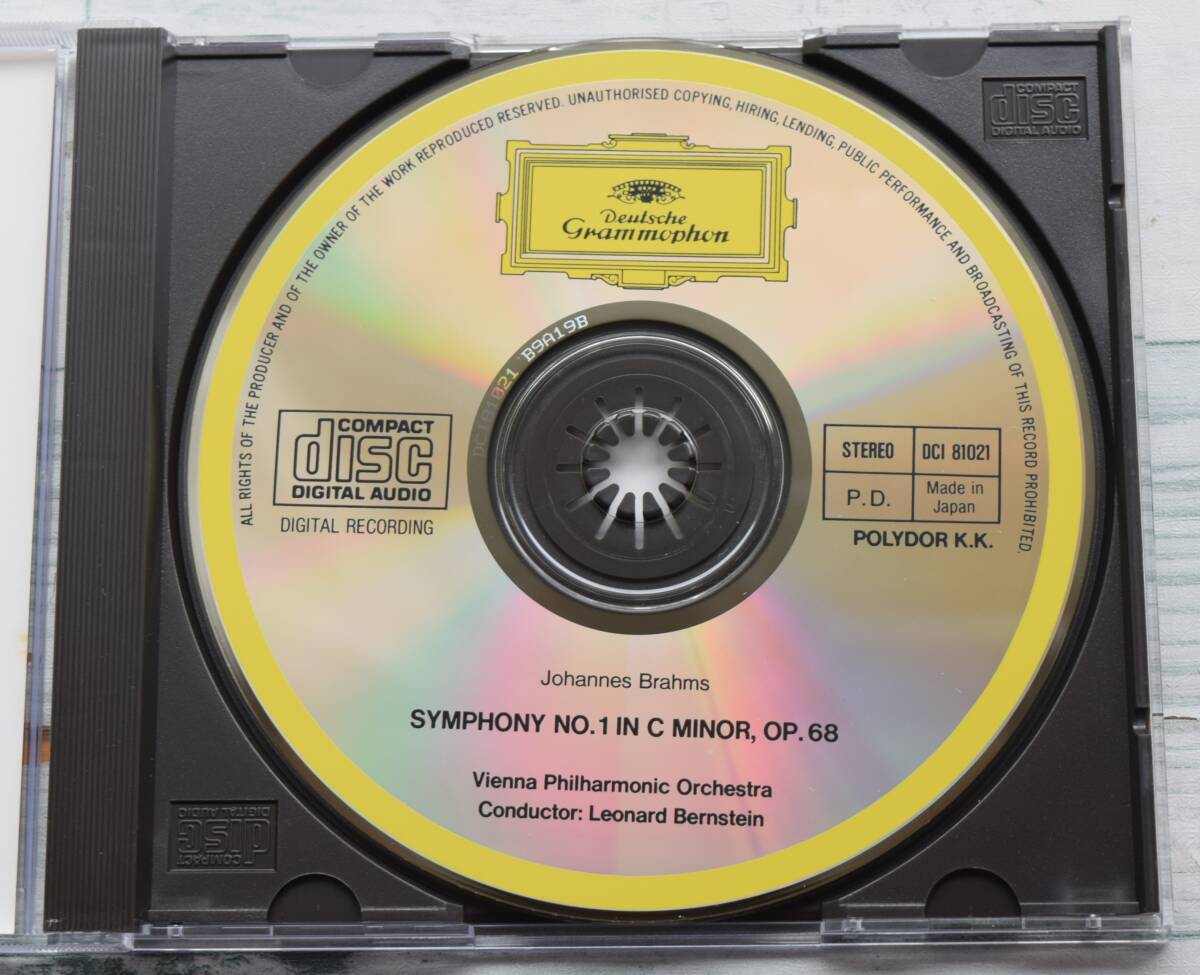 ALL RIGHTS OF THE PRODUCER AND OF THE OWNER OF THE WORK REPRODUCED RESERVED. UNAUTHORISED COPYING, HIRING, LENDING, PUBLIC PERFORMANCE AND BROADCASTING OF THIS RECORD PROHIBITED.
COMPACT
disc
DIGITAL AUDIO
Deutsche
Grammophon
DCI81021 B9A19B
COMPACT
disc
DIGITAL AUDIO
DIGITAL RECORDING
STEREO
DCI 81021
P.D.
Made in
Japan
POLYDOR K.K.
Johannes Brahms
SYMPHONY NO.1 IN C MINOR, OP.68
Vienna Philharmonic Orchestra
Conductor: Leonard Bernstein
COMPACT
disc
DIGITAL AUDIO